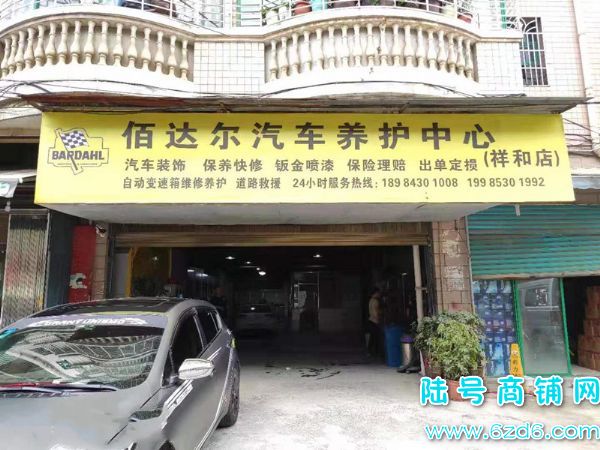 BARDAHL
佰达尔汽车养护中心
(祥和店)
汽车装饰 保养快修 钣金喷漆 保险理赔 出单定损
自动变速箱维修养护 道路救援 24小时服务热线:189 8430 1008 199 8530 1992
陆号商铺网
www.6zd6.com